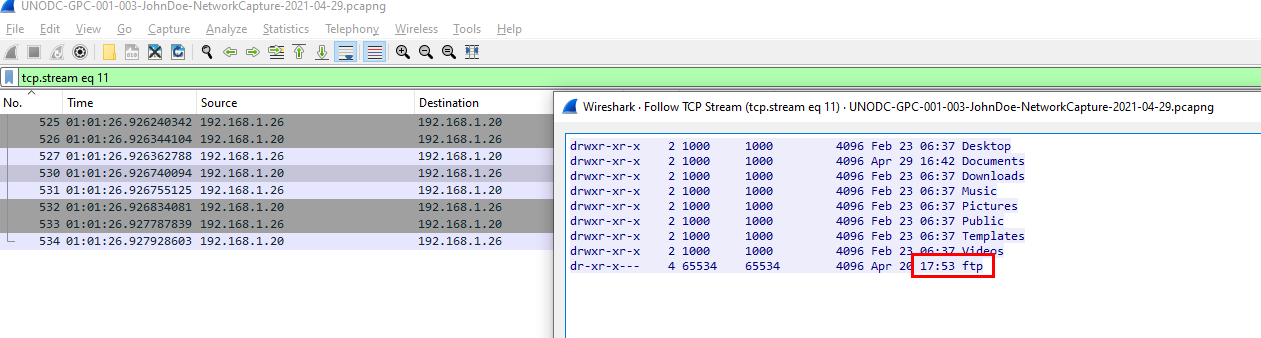 UNODC-GPC-001-003-JohnDoe-NetworkCapture-2021-04-29.pcapng
File Edit View Go Capture Analyze Statistics Telephony Wireless Tools Help
tcp.stream eq 11
No. Time Source Destination
525 01:01:26.926240342 192.168.1.26 192.168.1.20
526 01:01:26.926344104 192.168.1.20 192.168.1.26
527 01:01:26.926362788 192.168.1.26 192.168.1.20
530 01:01:26.926740094 192.168.1.20 192.168.1.26
531 01:01:26.926755125 192.168.1.26 192.168.1.20
532 01:01:26.926834081 192.168.1.20 192.168.1.26
533 01:01:26.927787839 192.168.1.26 192.168.1.20
534 01:01:26.927928603 192.168.1.20 192.168.1.26
Wireshark · Follow TCP Stream (tcp.stream eq 11) · UNODC-GPC-001-003-JohnDoe-NetworkCapture-2021-04-29.pcapng
drwxr-xr-x 2 1000 1000 4096 Feb 23 06:37 Desktop
drwxr-xr-x 2 1000 1000 4096 Apr 29 16:42 Documents
drwxr-xr-x 2 1000 1000 4096 Feb 23 06:37 Downloads
drwxr-xr-x 2 1000 1000 4096 Feb 23 06:37 Music
drwxr-xr-x 2 1000 1000 4096 Feb 23 06:37 Pictures
drwxr-xr-x 2 1000 1000 4096 Feb 23 06:37 Public
drwxr-xr-x 2 1000 1000 4096 Feb 23 06:37 Templates
drwxr-xr-x 2 1000 1000 4096 Feb 23 06:37 Videos
dr-xr-x--- 4 65534 65534 4096 Apr 20 17:53 ftp